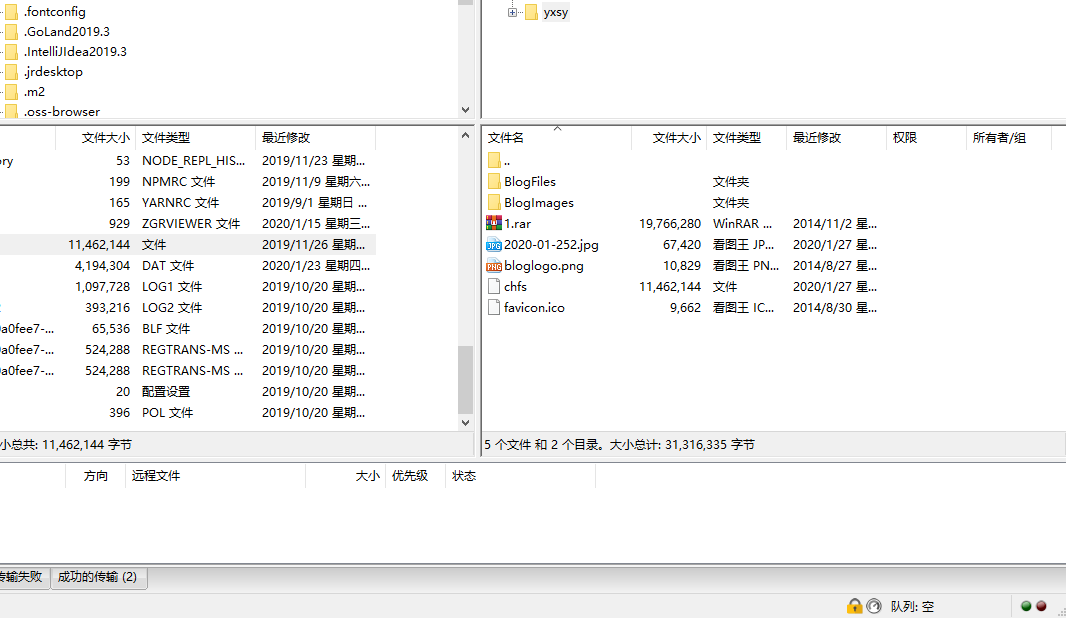 .fontconfig
.GoLand2019.3
.IntelliJIdea2019.3
.jrdesktop
.m2
.oss-browser
yxsy
文件大小 文件类型 最近修改
ory 53 NODE_REPL_HIS... 2019/11/23 星期...
199 NPMRC 文件 2019/11/9 星期六...
165 YARNRC 文件 2019/9/1 星期日 ...
929 ZGRVIEWER 文件 2020/1/15 星期三...
11,462,144 文件 2019/11/26 星期...
4,194,304 DAT 文件 2020/1/23 星期四...
1,097,728 LOG1 文件 2019/10/20 星期...
393,216 LOG2 文件 2019/10/20 星期...
0a0fee7-... 65,536 BLF 文件 2019/10/20 星期...
0a0fee7-... 524,288 REGTRANS-MS ... 2019/10/20 星期...
0a0fee7-... 524,288 REGTRANS-MS ... 2019/10/20 星期...
20 配置设置 2019/10/20 星期...
396 POL 文件 2019/10/20 星期...
小总共: 11,462,144 字节
文件名 文件大小 文件类型 最近修改 权限 所有者/组
..
BlogFiles 文件夹
BlogImages 文件夹
1.rar 19,766,280 WinRAR ... 2014/11/2 星...
2020-01-252.jpg 67,420 看图王 JP... 2020/1/27 星...
bloglogo.png 10,829 看图王 PN... 2014/8/27 星...
chfs 11,462,144 文件 2020/1/27 星...
favicon.ico 9,662 看图王 IC... 2014/8/30 星...
5 个文件 和 2 个目录。大小总计: 31,316,335 字节
方向 远程文件 大小 优先级 状态
传输失败 成功的传输 (2)
队列: 空